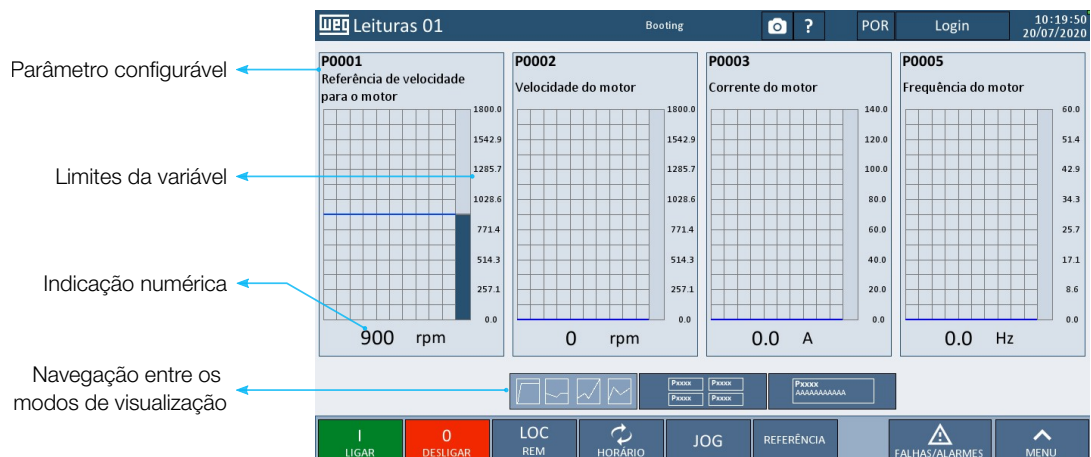 WEG Leituras 01
Booting
?
POR
Login
10:19:50
20/07/2020
Parâmetro configurável
Limites da variável
Indicação numérica
Navegação entre os
modos de visualização
P0001
Referência de velocidade
para o motor
1800.0
1542.9
1285.7
1028.6
771.4
514.3
257.1
0.0
900 rpm
P0002
Velocidade do motor
1800.0
1542.9
1285.7
1028.6
771.4
514.3
257.1
0.0
0 rpm
P0003
Corrente do motor
140.0
120.0
100.0
80.0
60.0
40.0
20.0
0.0
0.0 A
P0005
Frequência do motor
60.0
51.4
42.9
34.3
25.7
17.1
8.6
0.0
0.0 Hz
Pxxxx Pxxxx
Pxxxx Pxxxx
Pxxxx
AAAAAAAAAAA
I
LIGAR
0
DESLIGAR
LOC
REM
HORÁRIO
JOG
REFERÊNCIA
FALHAS/ALARMES
MENU